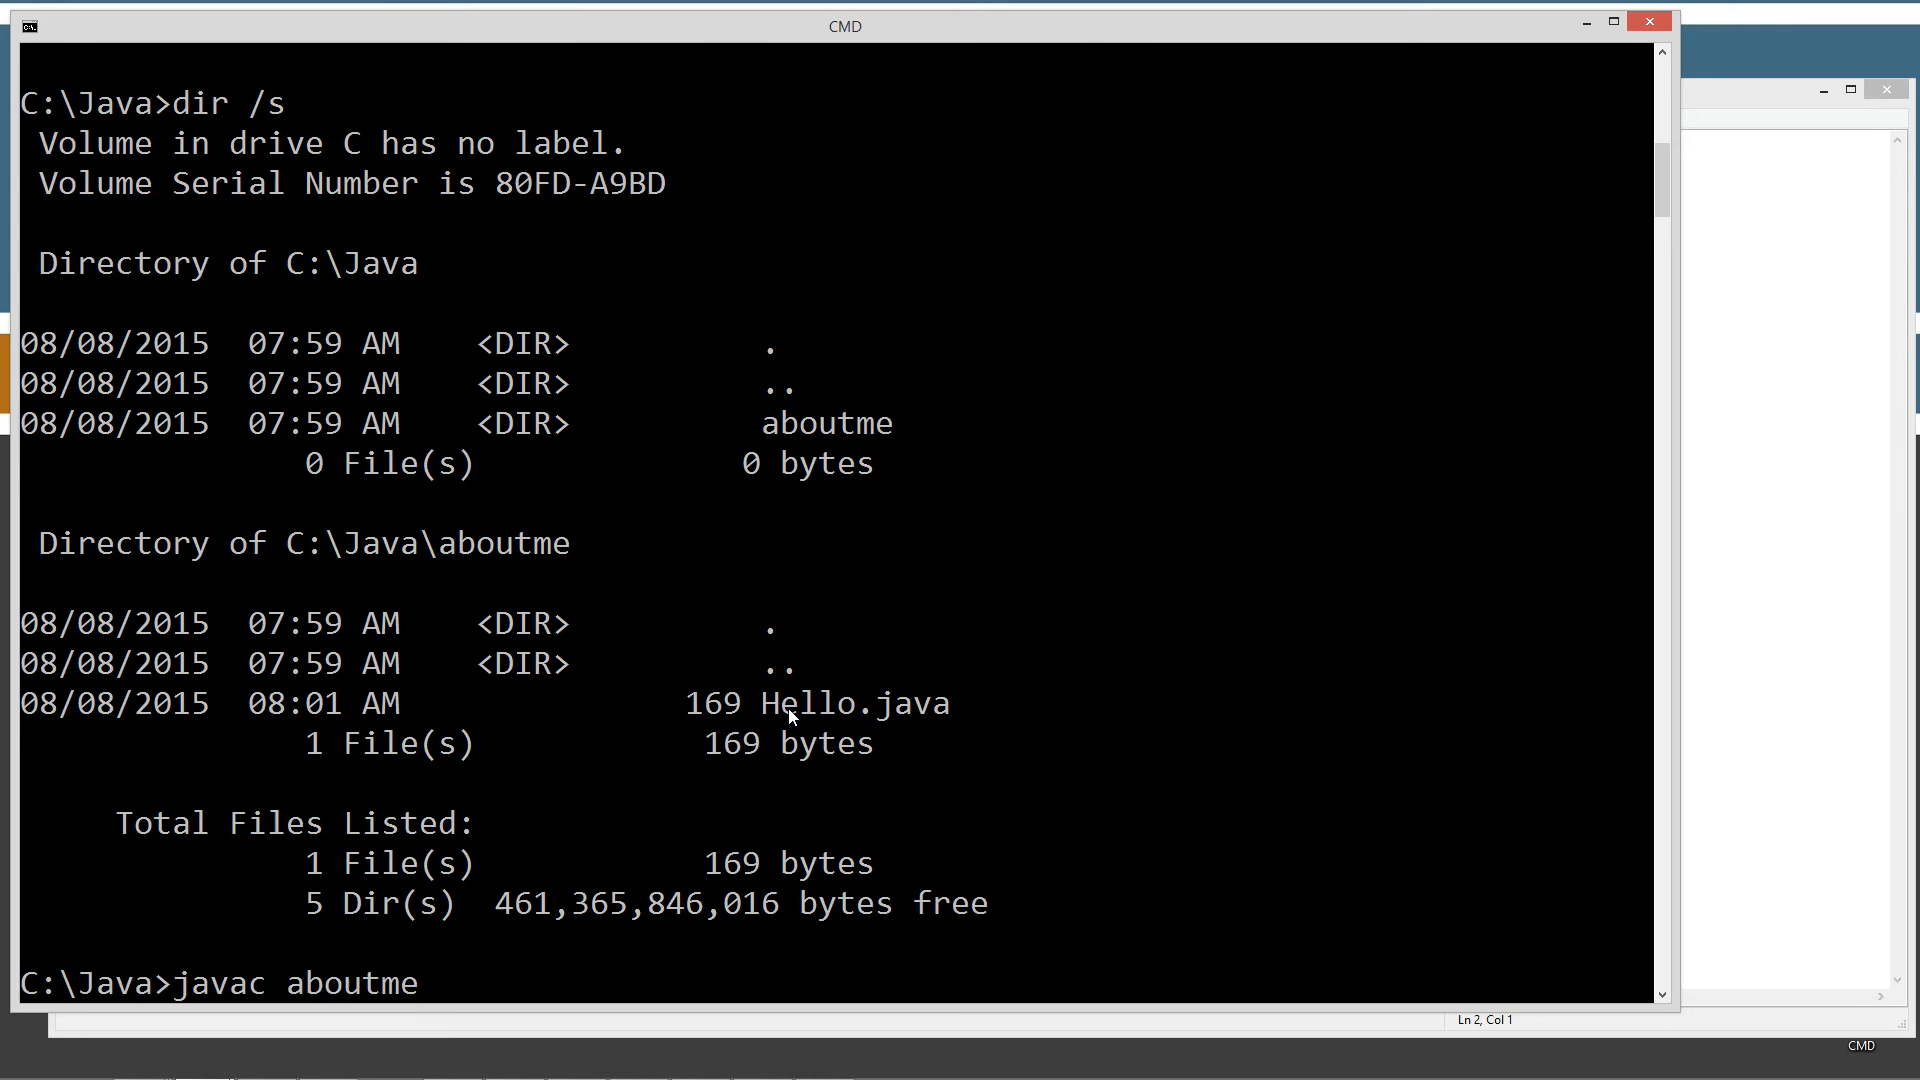 CMD
C:\Java>dir /s
Volume in drive C has no label.
Volume Serial Number is 80FD-A9BD
Directory of C:\Java
08/08/2015  07:59 AM    <DIR>          .
08/08/2015  07:59 AM    <DIR>          ..
08/08/2015  07:59 AM    <DIR>          aboutme
0 File(s)              0 bytes
Directory of C:\Java\aboutme
08/08/2015  07:59 AM    <DIR>          .
08/08/2015  07:59 AM    <DIR>          ..
08/08/2015  08:01 AM               169 Hello.java
1 File(s)            169 bytes
Total Files Listed:
1 File(s)            169 bytes
5 Dir(s)  461,365,846,016 bytes free
C:\Java>javac aboutme
Ln 2, Col 1
CMD